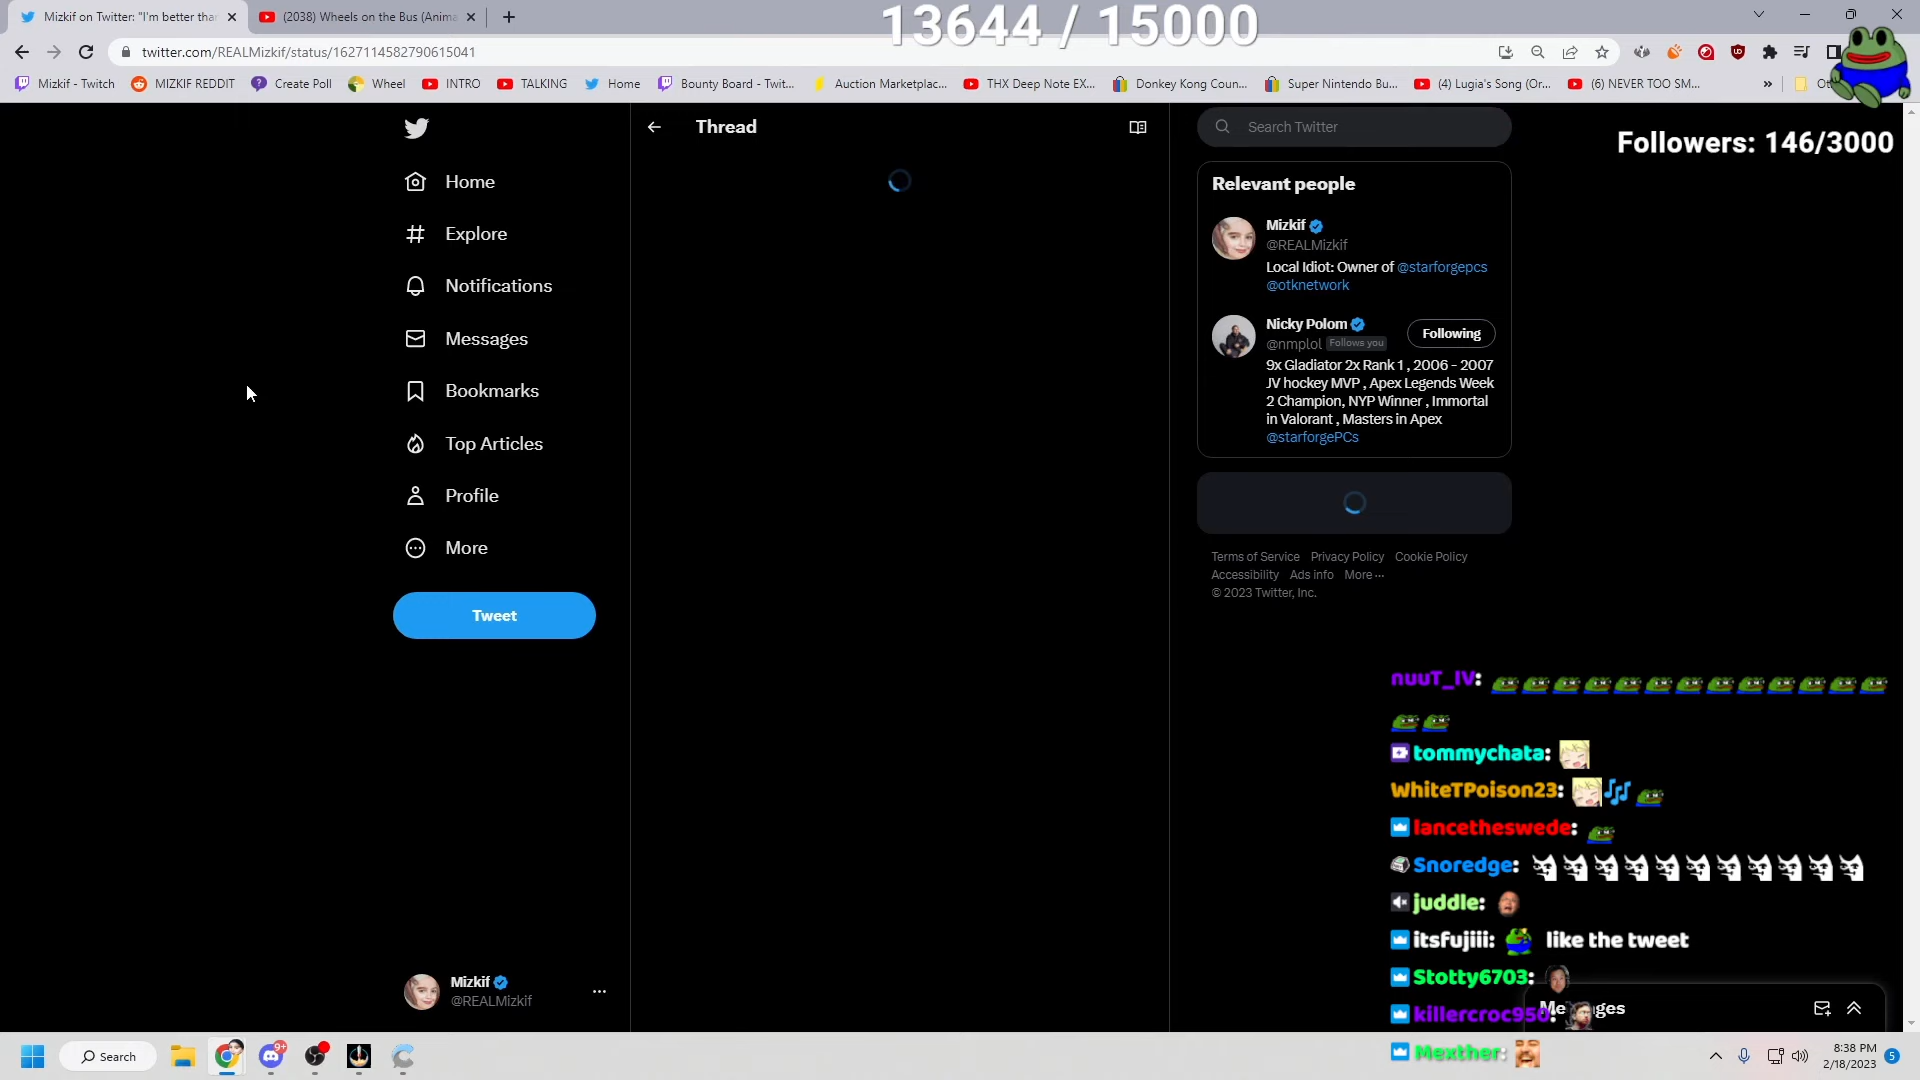 Mizkif on Twitter: "I'm better than
(2038) Wheels on the Bus (Anima
13644 / 15000
twitter.com/REALMizkif/status/1627114582790615041
Mizkif - Twitch
MIZKIF REDDIT
Create Poll
Wheel
INTRO
TALKING
Home
Bounty Board - Twit...
Auction Marketplac...
THX Deep Note EX...
Donkey Kong Coun...
Super Nintendo Bu...
(4) Lugia's Song (Or...
(6) NEVER TOO SM...
»
Followers: 146/3000
Home
Explore
Notifications
Messages
Bookmarks
Top Articles
Profile
More
Tweet
Mizkif
@REALMizkif
Thread
Search Twitter
Relevant people
Mizkif
@REALMizkif
Local Idiot: Owner of @starforgepcs
@otknetwork
Nicky Polom
@nmplol Follows you
Following
9x Gladiator 2x Rank 1 , 2006 - 2007
JV hockey MVP , Apex Legends Week
2 Champion, NYP Winner , Immortal
in Valorant , Masters in Apex
@starforgePCs
Terms of Service Privacy Policy Cookie Policy
Accessibility Ads info More ...
© 2023 Twitter, Inc.
nuuT_IV:
tommychata:
WhiteTPoison23:
lancetheswede:
Snoredge:
juddle:
itsfujiii: like the tweet
Stotty6703:
killercroc950:
Mexther:
Search
9+
8:38 PM
2/18/2023
5